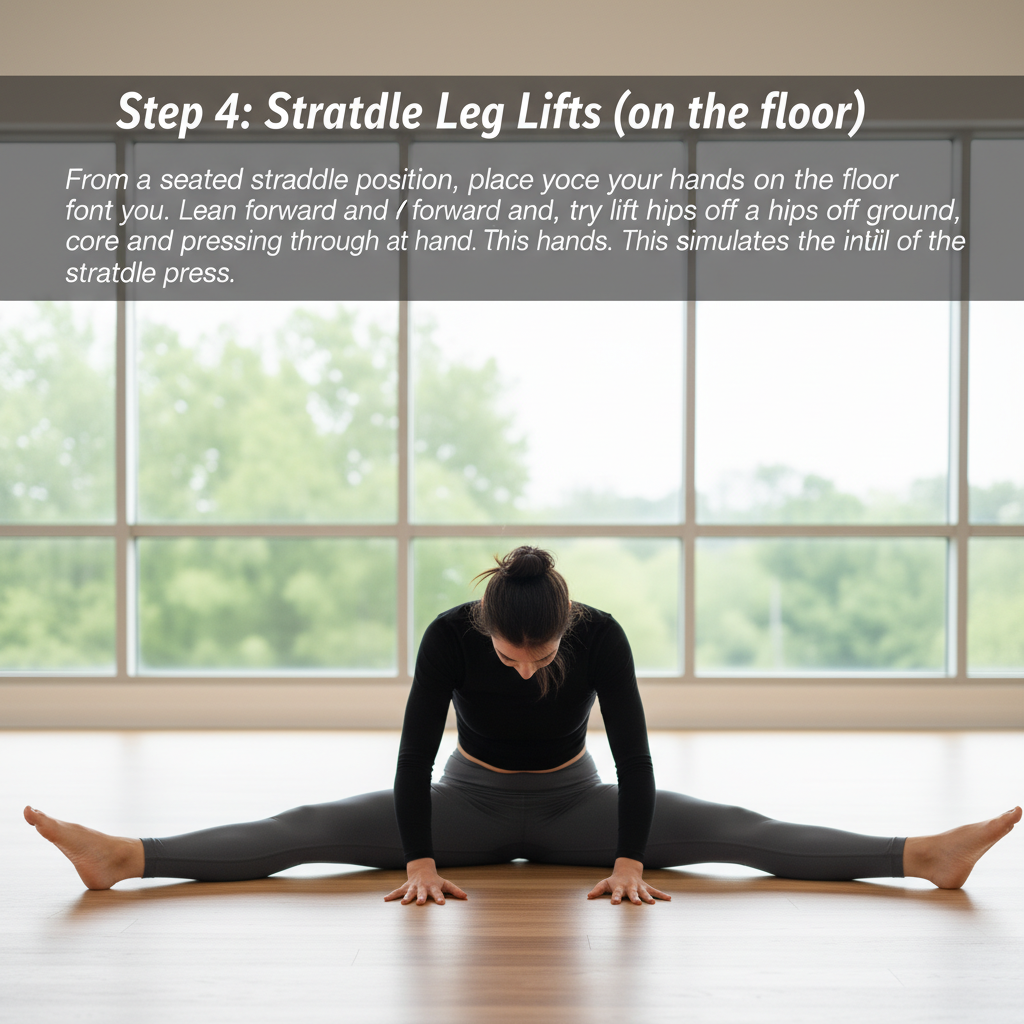 Step 4: Stratdle Leg Lifts (on the floor)
From a seated straddle position, place yoce your hands on the floor
font you. Lean forward and / forward and, try lift hips off a hips off ground,
core and pressing through at hand. This hands. This simulates the intiil of the
stratdle press.